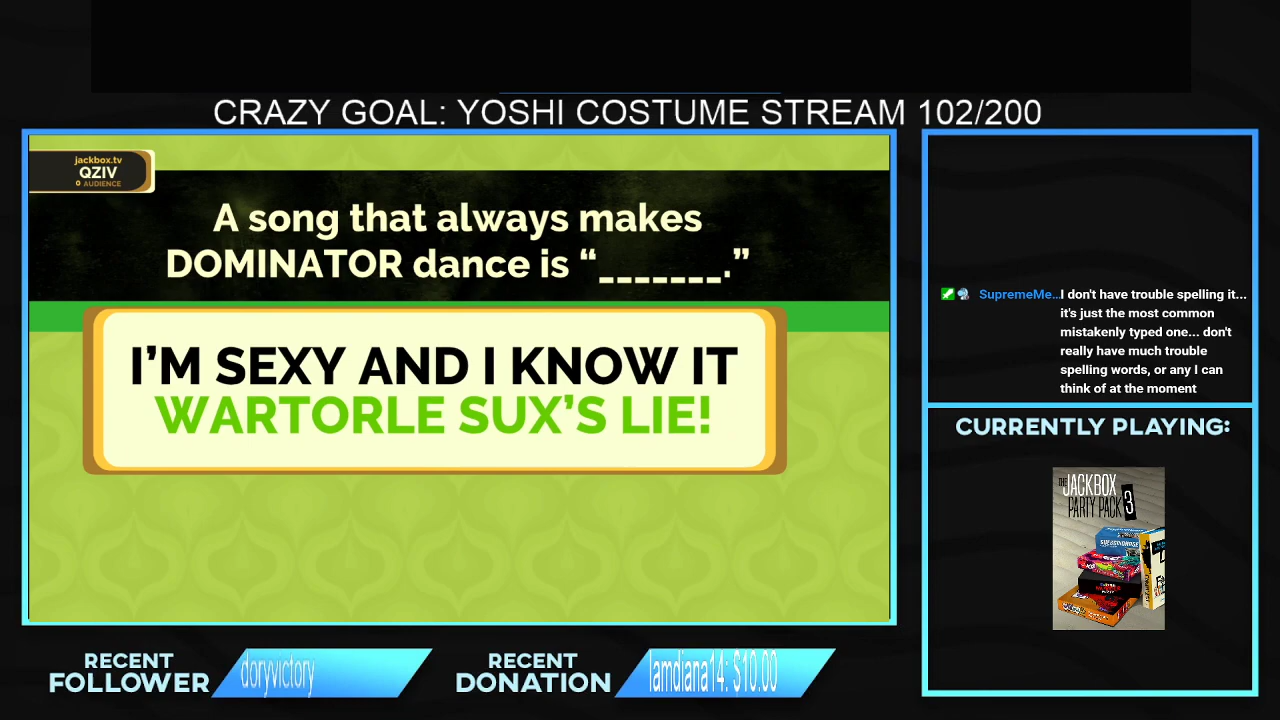 CRAZY GOAL: YOSHI COSTUME STREAM 102/200
jackbox.tv
QZIV
AUDIENCE
A song that always makes
DOMINATOR dance is “_______.”
I’M SEXY AND I KNOW IT
WARTORLE SUX’S LIE!
SupremeMe... I don't have trouble spelling it...
it's just the most common
mistakenly typed one... don't
really have much trouble
spelling words, or any I can
think of at the moment
CURRENTLY PLAYING:
THE JACKBOX
PARTY PACK 3
RECENT
FOLLOWER
doryvictory
RECENT
DONATION
lamdiana14: $10.00